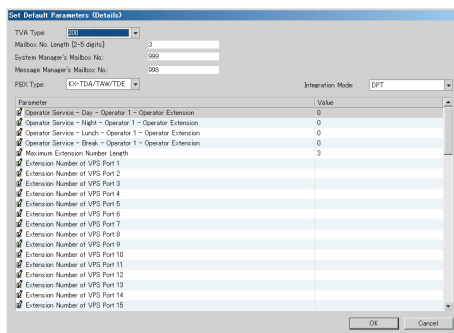 Set Default Parameters (Details)
TVA Type: 200
Mailbox No. Length [2-5 digits] 3
System Manager's Mailbox No.: 999
Message Manager's Mailbox No.: 998
PBX Type: KX-TDA/TAW/TDE Integration Mode: DPT
Parameter Value
Operator Service - Day - Operator 1 - Operator Extension 0
Operator Service - Night - Operator 1 - Operator Extension 0
Operator Service - Lunch - Operator 1 - Operator Extension 0
Operator Service - Break - Operator 1 - Operator Extension 0
Maximum Extension Number Length 3
Extension Number of VPS Port 1
Extension Number of VPS Port 2
Extension Number of VPS Port 3
Extension Number of VPS Port 4
Extension Number of VPS Port 5
Extension Number of VPS Port 6
Extension Number of VPS Port 7
Extension Number of VPS Port 8
Extension Number of VPS Port 9
Extension Number of VPS Port 10
Extension Number of VPS Port 11
Extension Number of VPS Port 12
Extension Number of VPS Port 13
Extension Number of VPS Port 14
Extension Number of VPS Port 15
OK Cancel